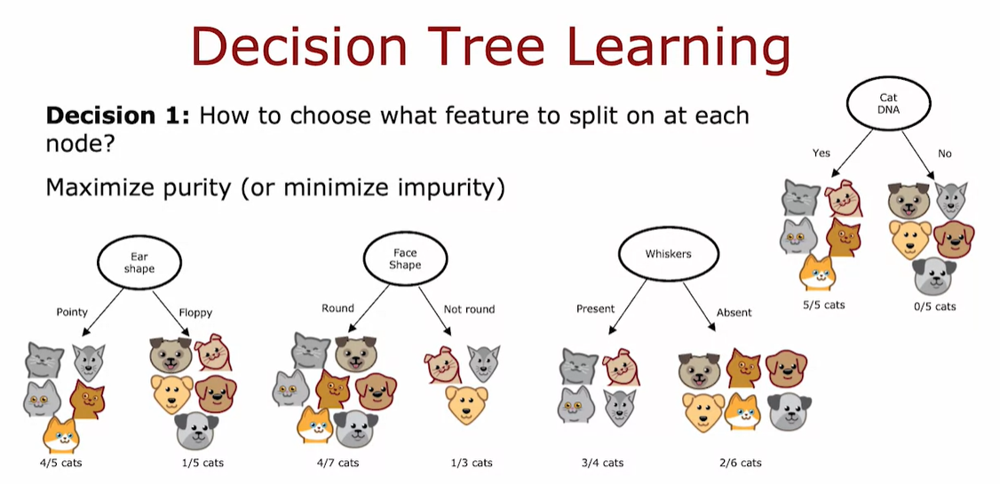 Decision Tree Learning
Decision 1: How to choose what feature to split on at each
node?
Maximize purity (or minimize impurity)
Cat
DNA
Yes
No
5/5 cats
0/5 cats
Ear
shape
Pointy
Floppy
4/5 cats
1/5 cats
Face
Shape
Round
Not round
4/7 cats
1/3 cats
Whiskers
Present
Absent
3/4 cats
2/6 cats